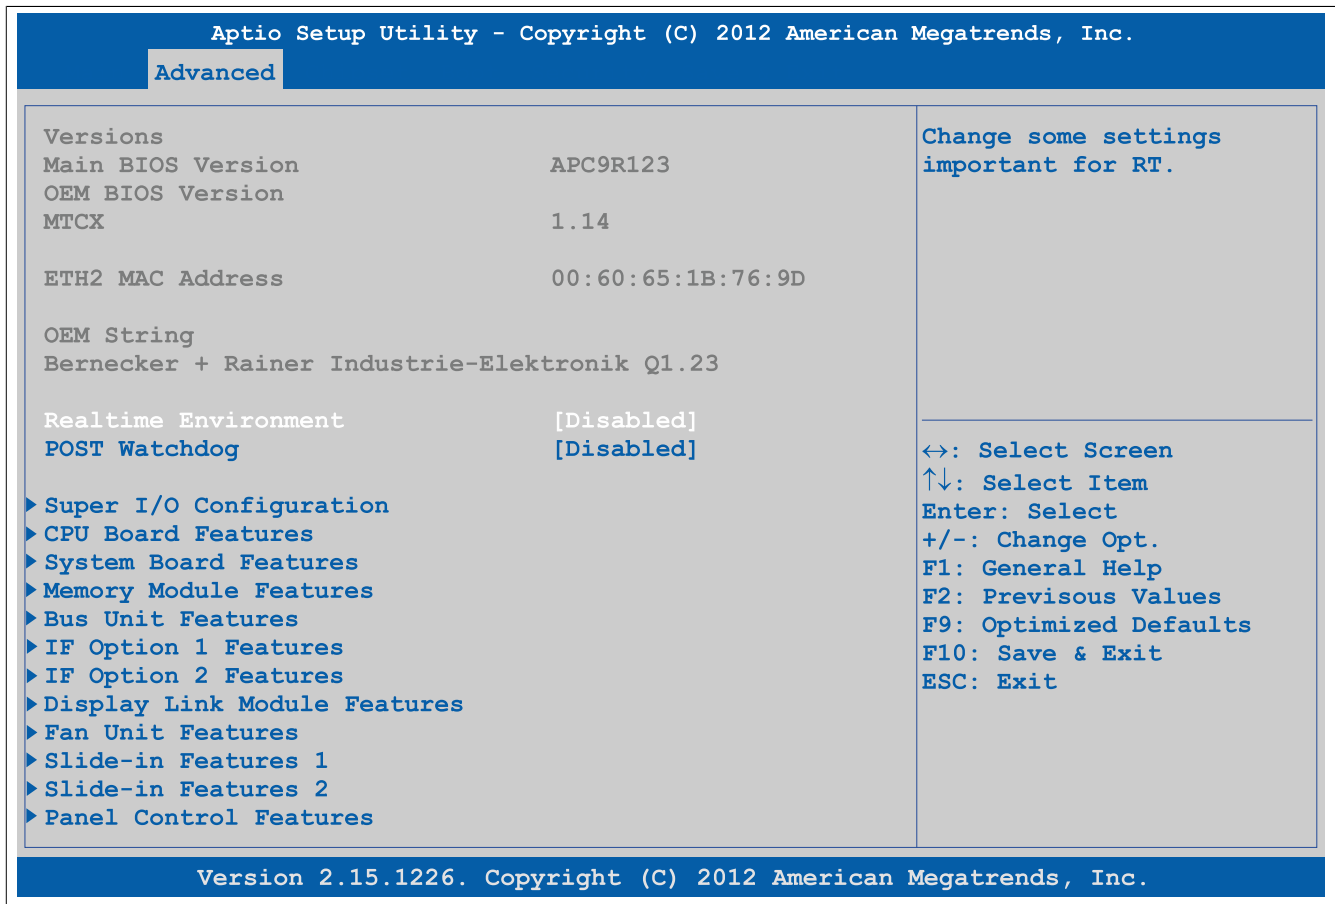 Aptio Setup Utility - Copyright (C) 2012 American Megatrends, Inc.
Advanced
Versions
Main BIOS Version APC9R123
OEM BIOS Version
MTCX 1.14
ETH2 MAC Address 00:60:65:1B:76:9D
OEM String
Bernecker + Rainer Industrie-Elektronik Q1.23
Realtime Environment [Disabled]
POST Watchdog [Disabled]
Super I/O Configuration
CPU Board Features
System Board Features
Memory Module Features
Bus Unit Features
IF Option 1 Features
IF Option 2 Features
Display Link Module Features
Fan Unit Features
Slide-in Features 1
Slide-in Features 2
Panel Control Features
Change some settings
important for RT.
↔: Select Screen
↑↓: Select Item
Enter: Select
+/-: Change Opt.
F1: General Help
F2: Previsous Values
F9: Optimized Defaults
F10: Save & Exit
ESC: Exit
Version 2.15.1226. Copyright (C) 2012 American Megatrends, Inc.